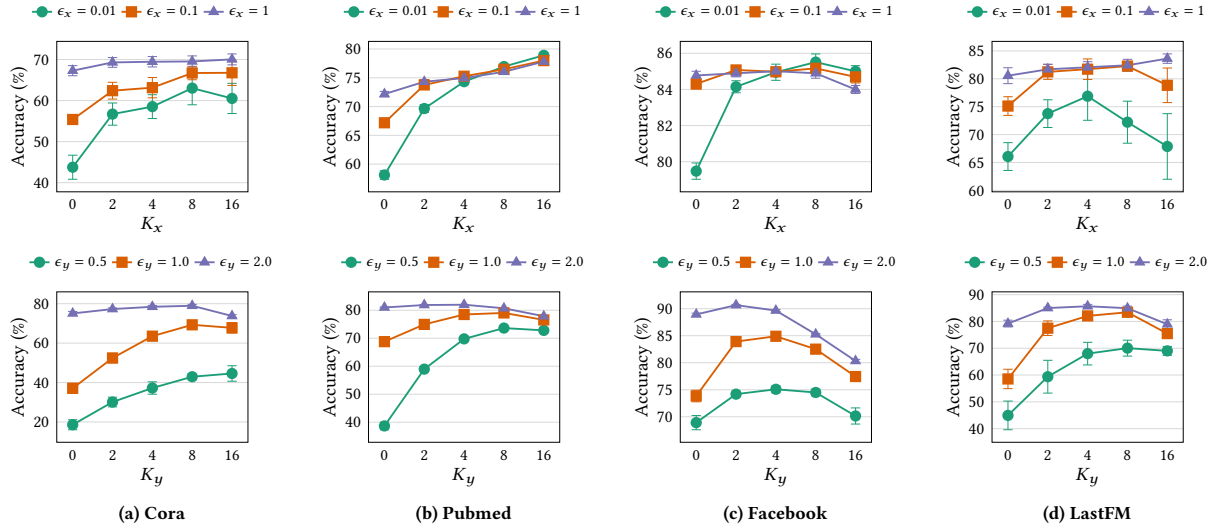 ϵx = 0.01 ϵx = 0.1 ϵx = 1
Accuracy (%)
70
60
50
40
0 2 4 8 16
Kx
ϵx = 0.01 ϵx = 0.1 ϵx = 1
Accuracy (%)
80
75
70
65
60
0 2 4 8 16
Kx
ϵx = 0.01 ϵx = 0.1 ϵx = 1
Accuracy (%)
86
84
82
80
0 2 4 8 16
Kx
ϵx = 0.01 ϵx = 0.1 ϵx = 1
Accuracy (%)
85
80
75
70
65
60
0 2 4 8 16
Kx
ϵy = 0.5 ϵy = 1.0 ϵy = 2.0
Accuracy (%)
80
60
40
20
0 2 4 8 16
Ky
ϵy = 0.5 ϵy = 1.0 ϵy = 2.0
Accuracy (%)
80
70
60
50
40
0 2 4 8 16
Ky
ϵy = 0.5 ϵy = 1.0 ϵy = 2.0
Accuracy (%)
90
85
80
75
70
0 2 4 8 16
Ky
ϵy = 0.5 ϵy = 1.0 ϵy = 2.0
Accuracy (%)
90
80
70
60
50
40
0 2 4 8 16
Ky
(a) Cora
(b) Pubmed
(c) Facebook
(d) LastFM